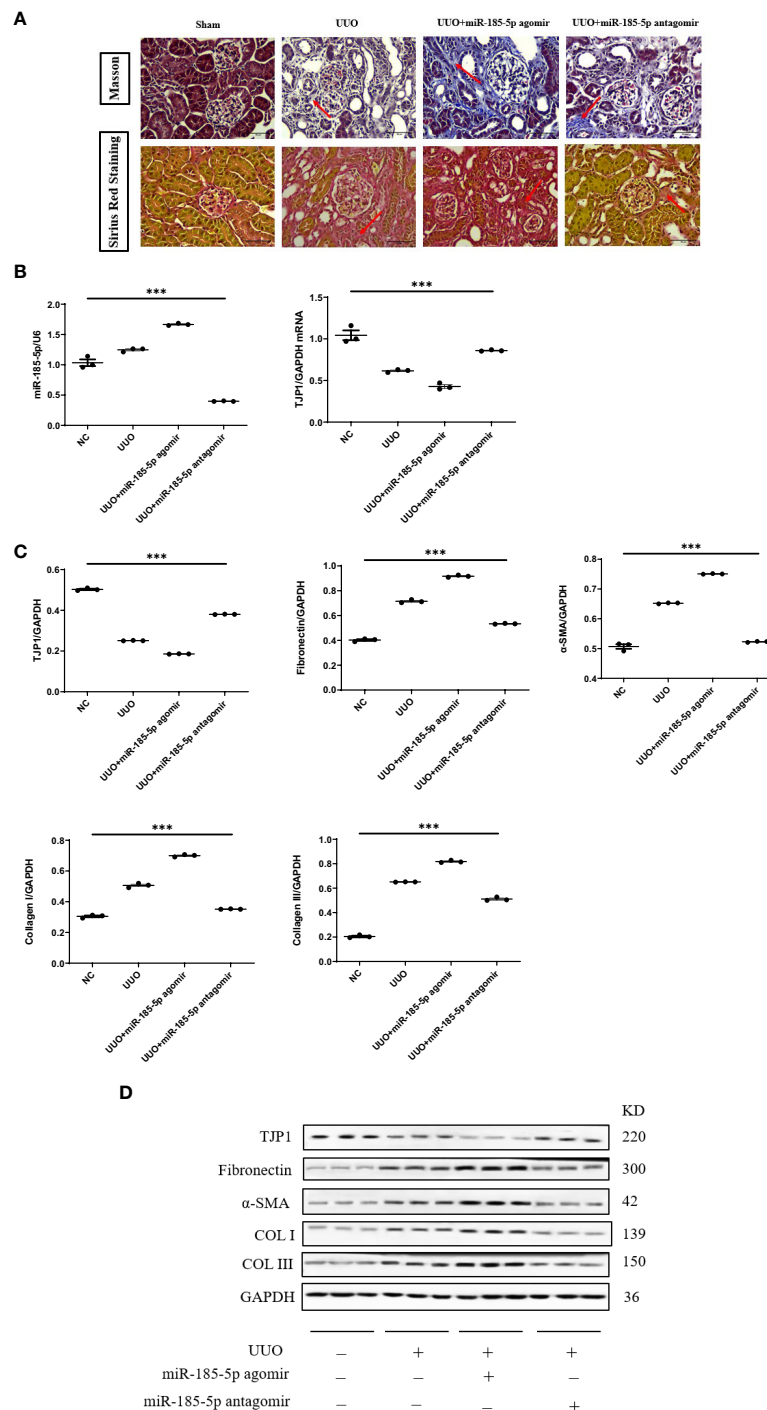 A
Sham UUO UUO+miR-185-5p agomir UUO+miR-185-5p antagomir
Masson
Sirius Red Staining
B
miR-185-5p/U6
2.0
1.5
1.0
0.5
0.0
***
NC
UUO
UUO+miR-185-5p agomir
UUO+miR-185-5p antagomir
TJP1/GAPDH mRNA
1.5
1.0
0.5
0.0
***
NC
UUO
UUO+miR-185-5p agomir
UUO+miR-185-5p antagomir
C
TJP1/GAPDH
0.6
0.4
0.2
0.0
***
NC
UUO
UUO+miR-185-5p agomir
UUO+miR-185-5p antagomir
Fibronectin/GAPDH
1.0
0.8
0.6
0.4
0.2
0.0
***
NC
UUO
UUO+miR-185-5p agomir
UUO+miR-185-5p antagomir
α-SMA/GAPDH
0.8
0.7
0.6
0.5
0.4
***
NC
UUO
UUO+miR-185-5p agomir
UUO+miR-185-5p antagomir
Collagen I/GAPDH
0.8
0.6
0.4
0.2
0.0
***
NC
UUO
UUO+miR-185-5p agomir
UUO+miR-185-5p antagomir
Collagen III/GAPDH
1.0
0.8
0.6
0.4
0.2
0.0
***
NC
UUO
UUO+miR-185-5p agomir
UUO+miR-185-5p antagomir
D
KD
TJP1 220
Fibronectin 300
α-SMA 42
COL I 139
COL III 150
GAPDH 36
UUO – + + +
miR-185-5p agomir – – + –
miR-185-5p antagomir – – – +